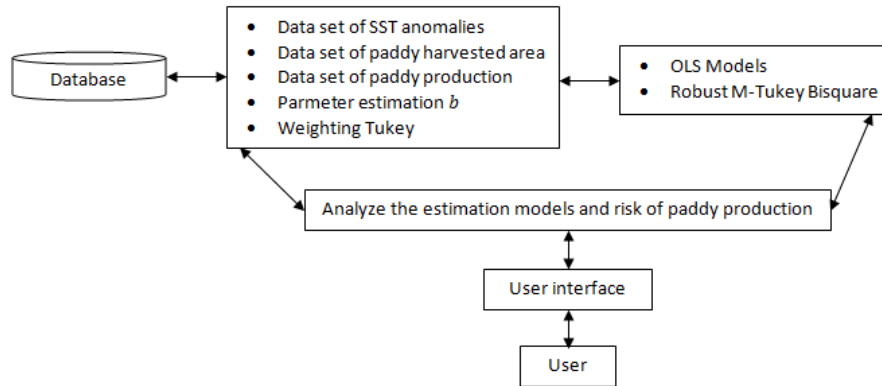 Database
• Data set of SST anomalies
• Data set of paddy harvested area
• Data set of paddy production
• Parmeter estimation b
• Weighting Tukey
• OLS Models
• Robust M-Tukey Bisquare
Analyze the estimation models and risk of paddy production
User interface
User